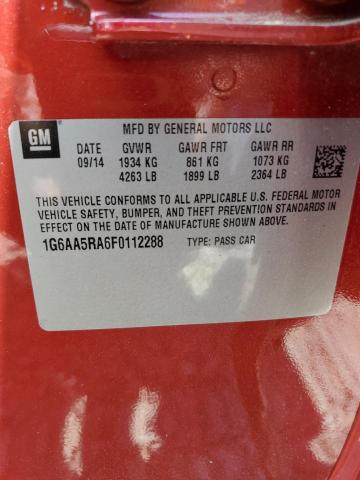 GM
MFD BY GENERAL MOTORS LLC
DATE GVWR GAWR FRT GAWR RR
09/14 1934 KG 861 KG 1073 KG
4263 LB 1899 LB 2364 LB
THIS VEHICLE CONFORMS TO ALL APPLICABLE U.S. FEDERAL MOTOR
VEHICLE SAFETY, BUMPER, AND THEFT PREVENTION STANDARDS IN
EFFECT ON THE DATE OF MANUFACTURE SHOWN ABOVE.
1G6AA5RA6F0112288 TYPE: PASS CAR